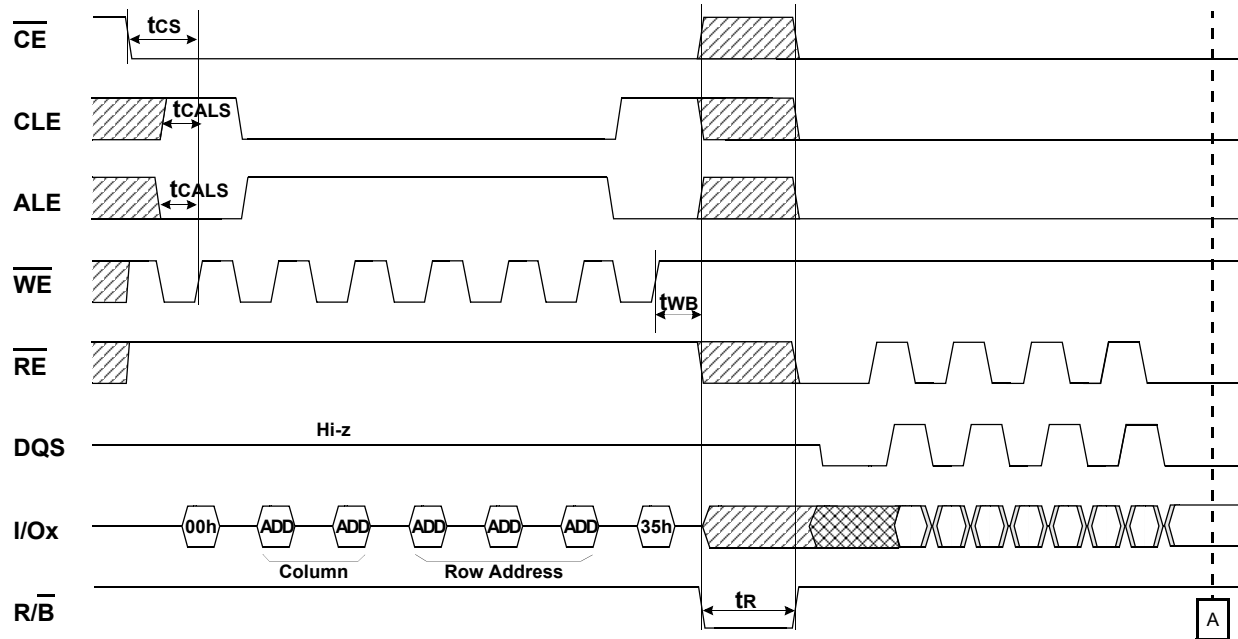 CE tCS
CLE tCALS
ALE tCALS
WE tWB
RE
DQS Hi-z
I/Ox 00h ADD ADD ADD ADD ADD 35h
Column Row Address
R/B tR
A